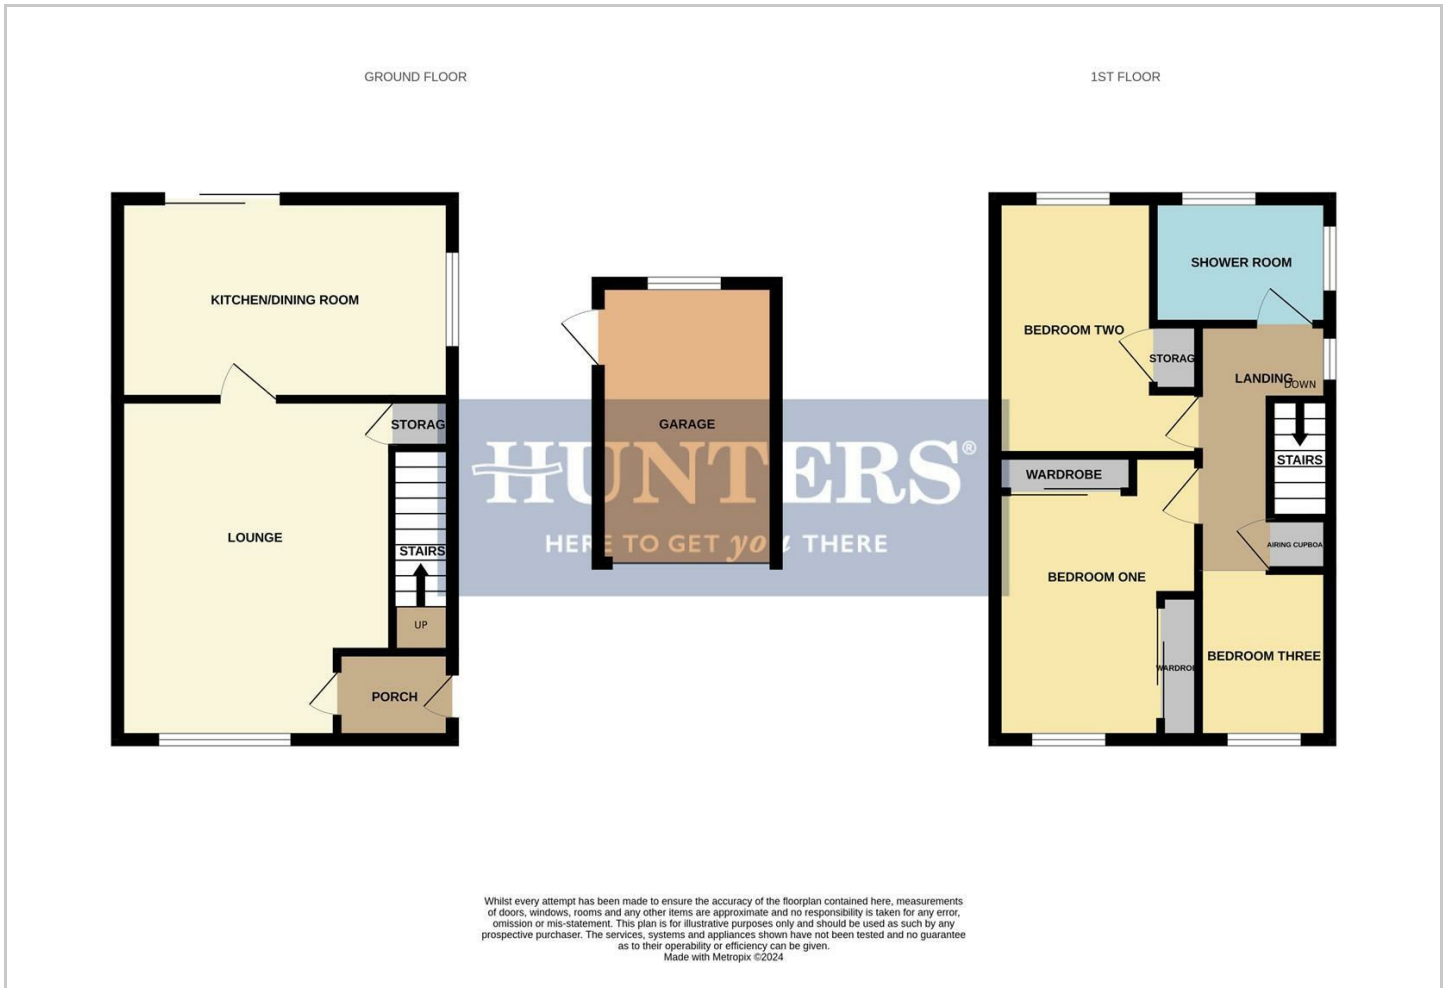 GROUND FLOOR
1ST FLOOR
KITCHEN/DINING ROOM
STORAG
LOUNGE
STAIRS
UP
PORCH
GARAGE
HUNTERS®
HERE TO GET you THERE
SHOWER ROOM
BEDROOM TWO
STORAG
LANDING
DOWN
STAIRS
WARDROBE
AIRING CUPBOA
BEDROOM ONE
BEDROOM THREE
WARDROB
Whilst every attempt has been made to ensure the accuracy of the floorplan contained here, measurements
of doors, windows, rooms and any other items are approximate and no responsibility is taken for any error,
omission or mis-statement. This plan is for illustrative purposes only and should be used as such by any
prospective purchaser. The services, systems and appliances shown have not been tested and no guarantee
as to their operability or efficiency can be given.
Made with Metropix ©2024